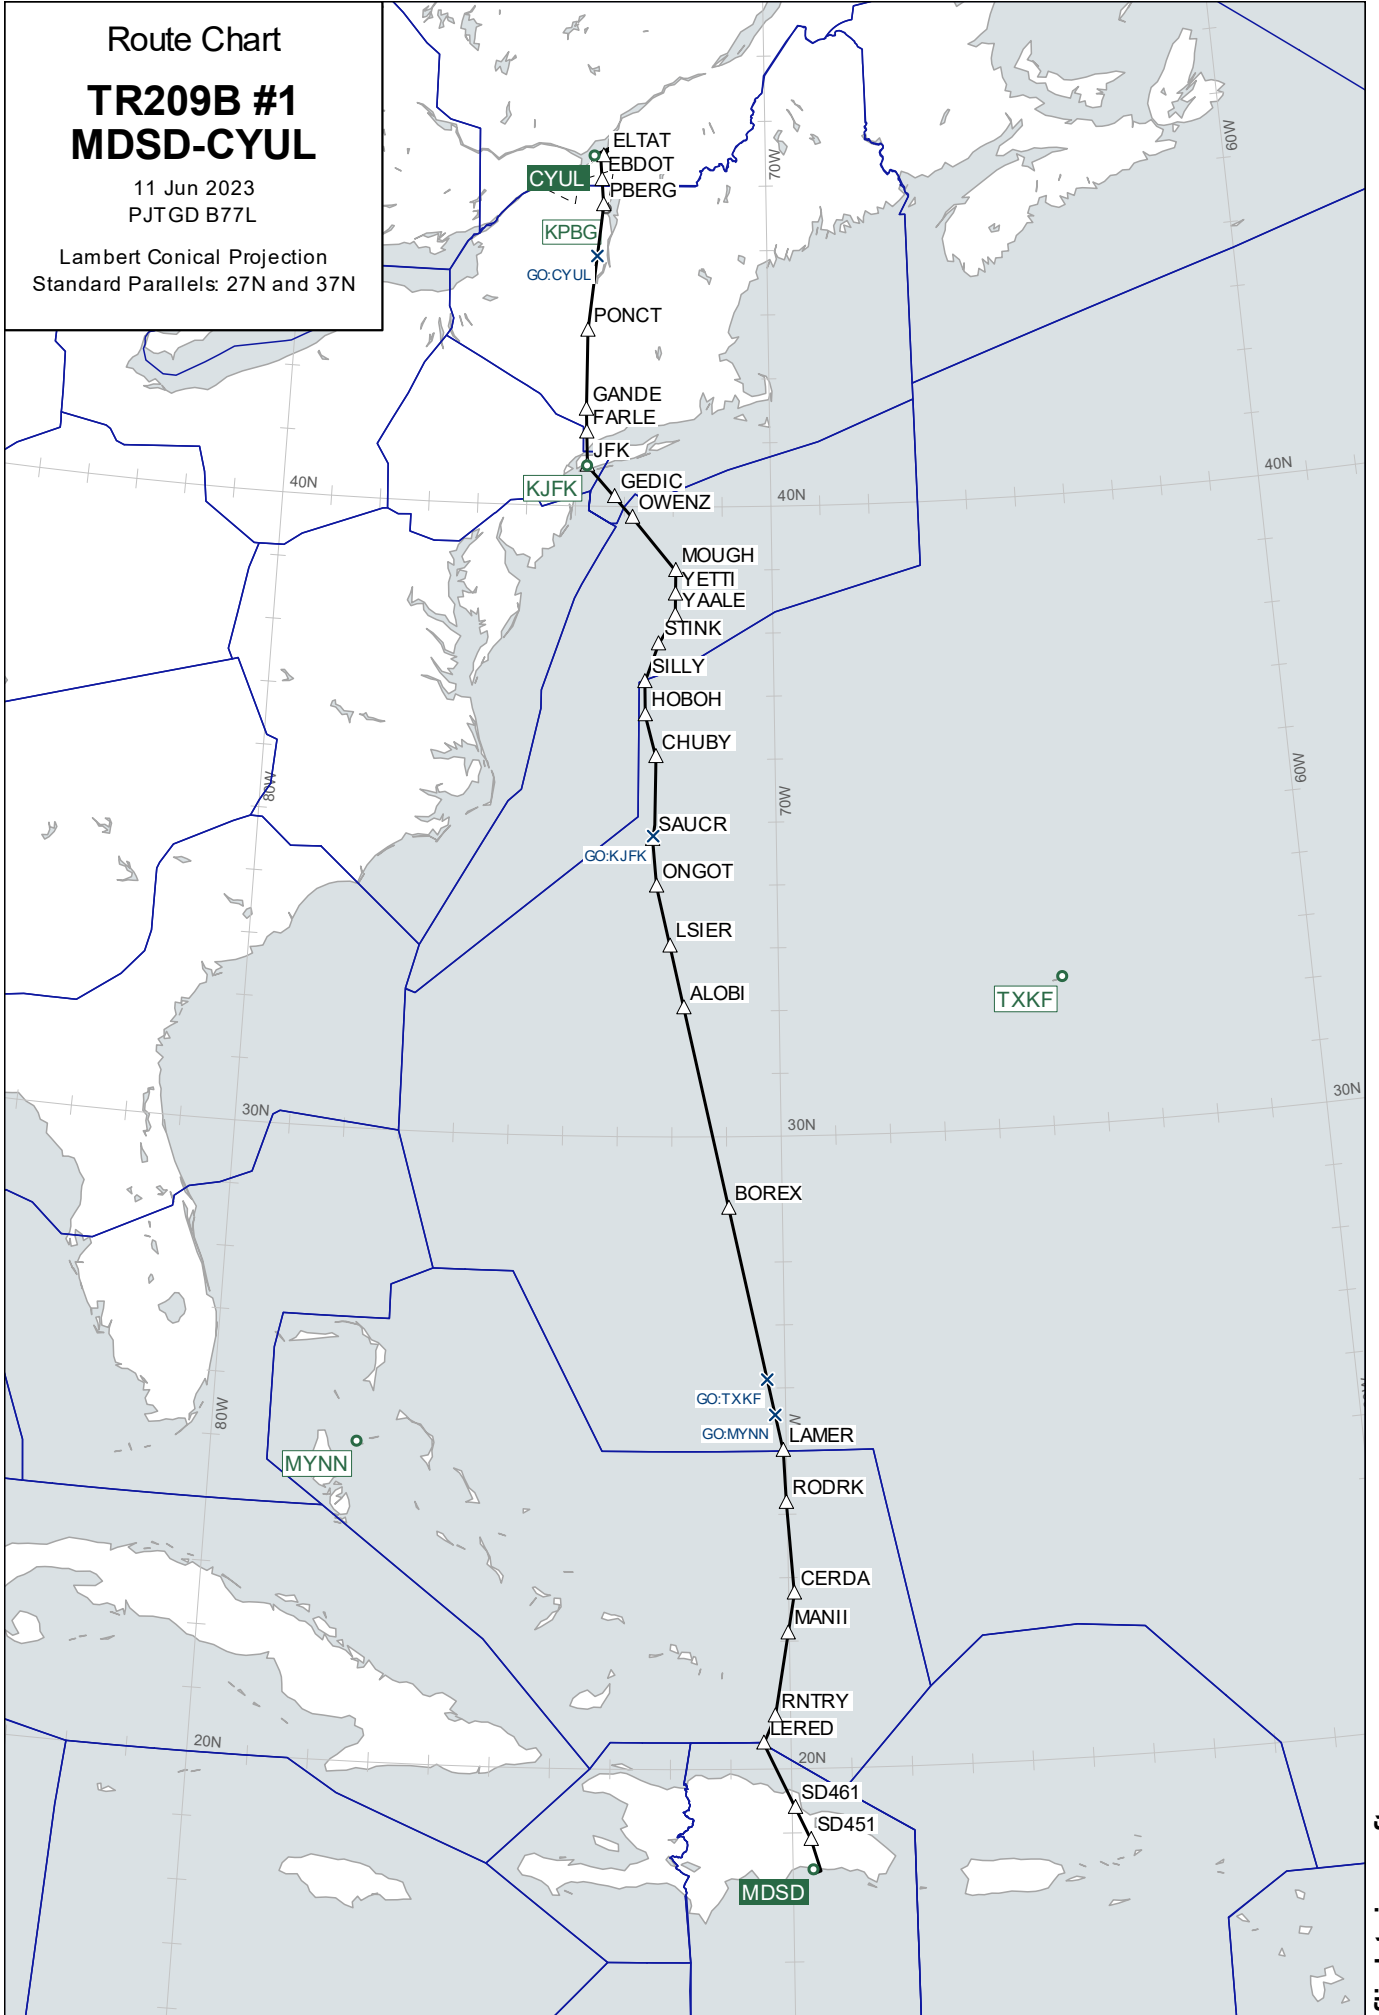 Route Chart
TR209B #1
MDSD-CYUL
11 Jun 2023
PJTGD B77L
Lambert Conical Projection
Standard Parallels: 27N and 37N
60W
70W
ELTAT
EBDOT
CYUL
PBERG
KPBG
GO:CYUL
PONCT
GANDE
FARLE
JFK
40N
KJFK
GEDIC
40N
40N
OWENZ
MOUGH
YETTI
YAALE
STINK
SILLY
HOBOH
CHUBY
80W
70W
60W
SAUCR
GO:KJFK
ONGOT
LSIER
ALOBI
TXKF
30N
30N
30N
BOREX
GO:TXKF
80W
W
GO:MYNN
LAMER
MYNN
RODRK
CERDA
MANII
RNTRY
LERED
20N
20N
SD461
SD451
MDSD